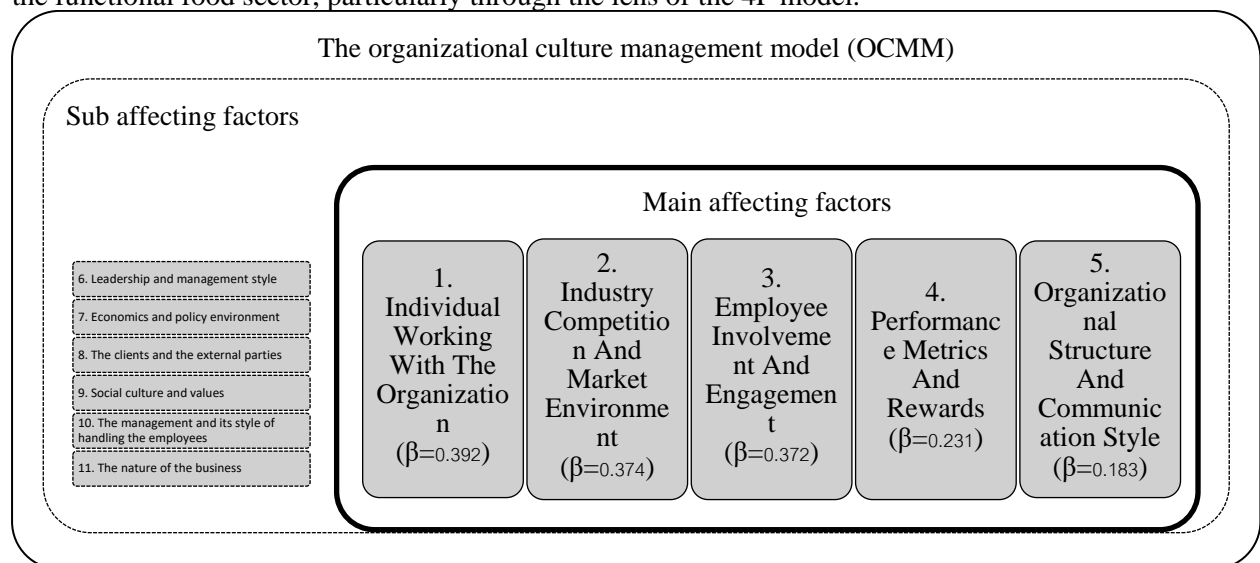 the functional food sector, particularly through the lens of the 4P model.
The organizational culture management model (OCMM)
Sub affecting factors
Main affecting factors
6. Leadership and management style
7. Economics and policy environment
8. The clients and the external parties
9. Social culture and values
10. The management and its style of
handling the employees
11. The nature of the business
1.
Individual
Working
With The
Organizatio
n
(β=0.392)
2.
Industry
Competitio
n And
Market
Environme
nt
(β=0.374)
3.
Employee
Involveme
nt And
Engagemen
t
(β=0.372)
4.
Performanc
e Metrics
And
Rewards
(β=0.231)
5.
Organizatio
nal
Structure
And
Communic
ation Style
(β=0.183)